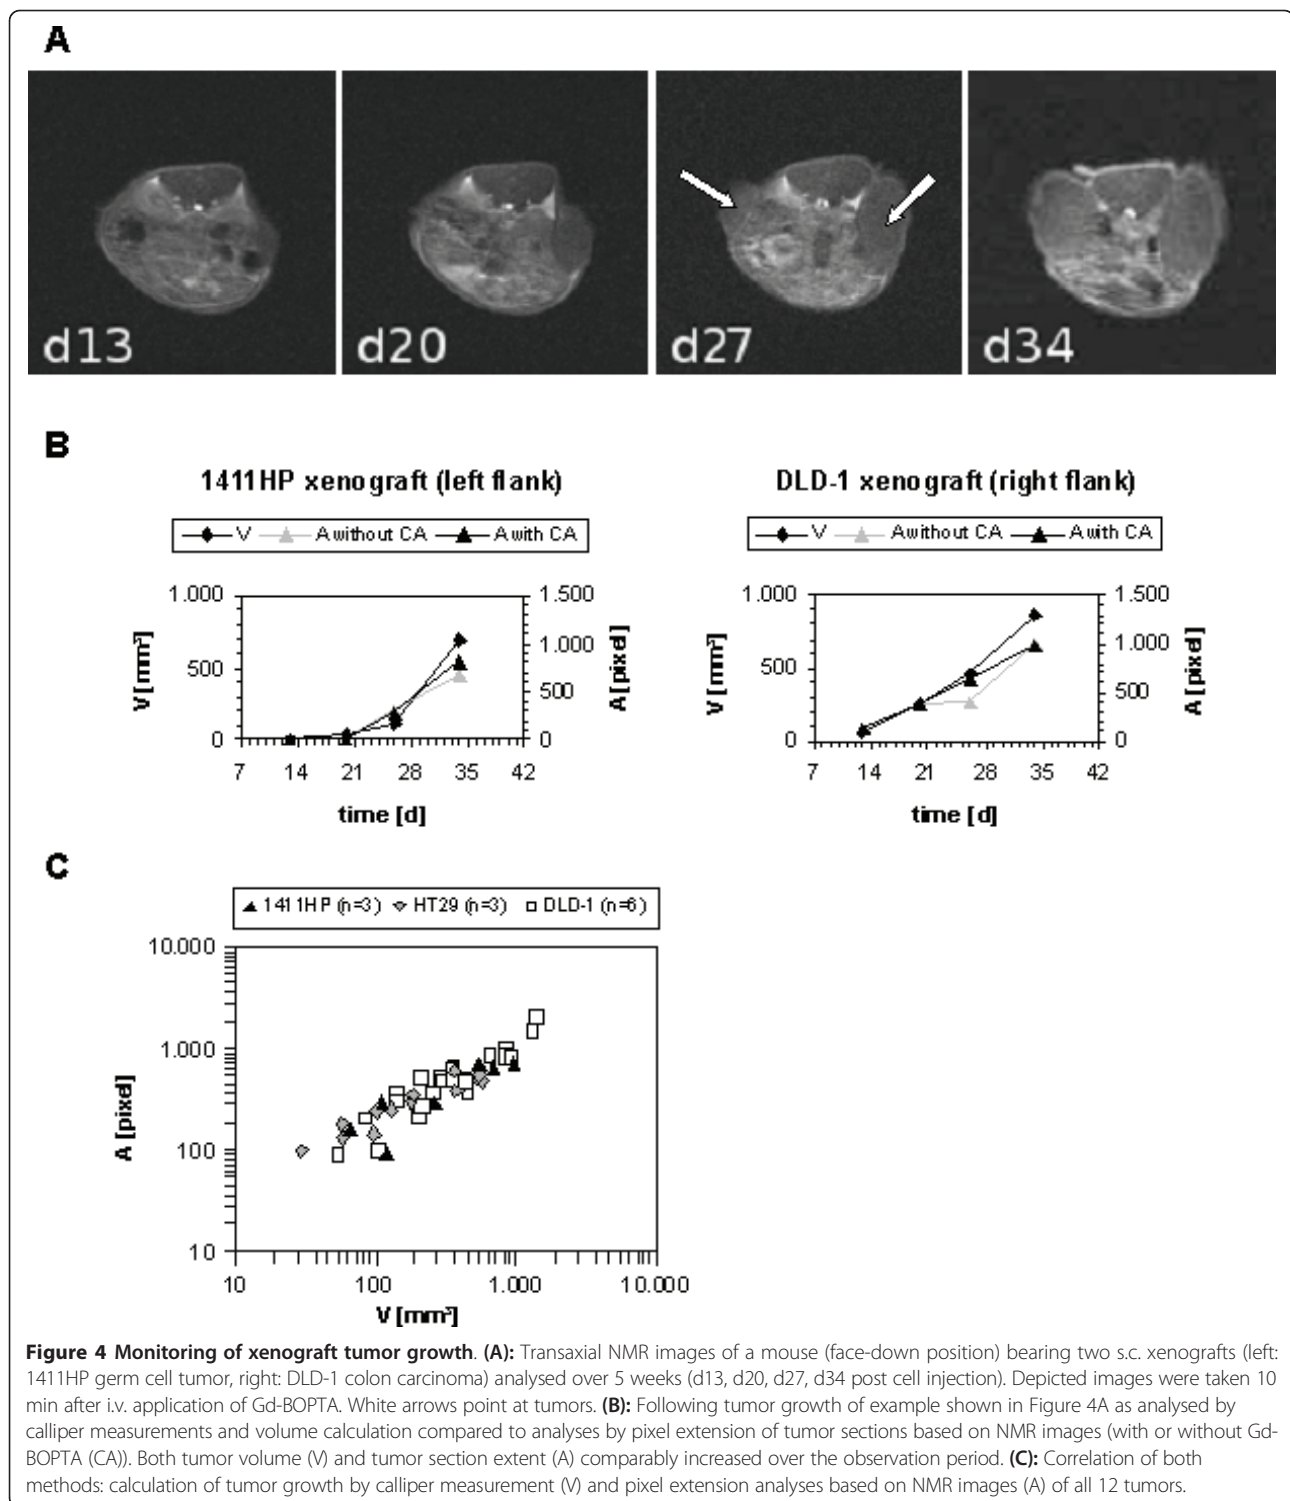 A
d13
d20
d27
d34
B
1411HP xenograft (left flank)
V A without CA A with CA
1.000
500
0
V [mm³]
1.500
1.000
500
0
A [pixel]
7 14 21 28 35 42
time [d]
DLD-1 xenograft (right flank)
V A without CA A with CA
1.000
500
0
V [mm³]
1.500
1.000
500
0
A [pixel]
7 14 21 28 35 42
time [d]
C
1411HP (n=3) HT29 (n=3) DLD-1 (n=6)
10.000
1.000
100
10
A [pixel]
10 100 1.000 10.000
V [mm³]
Figure 4 Monitoring of xenograft tumor growth. (A): Transaxial NMR images of a mouse (face-down position) bearing two s.c. xenografts (left:
1411HP germ cell tumor, right: DLD-1 colon carcinoma) analysed over 5 weeks (d13, d20, d27, d34 post cell injection). Depicted images were taken 10
min after i.v. application of Gd-BOPTA. White arrows point at tumors. (B): Following tumor growth of example shown in Figure 4A as analysed by
calliper measurements and volume calculation compared to analyses by pixel extension of tumor sections based on NMR images (with or without Gd-
BOPTA (CA)). Both tumor volume (V) and tumor section extent (A) comparably increased over the observation period. (C): Correlation of both
methods: calculation of tumor growth by calliper measurement (V) and pixel extension analyses based on NMR images (A) of all 12 tumors.